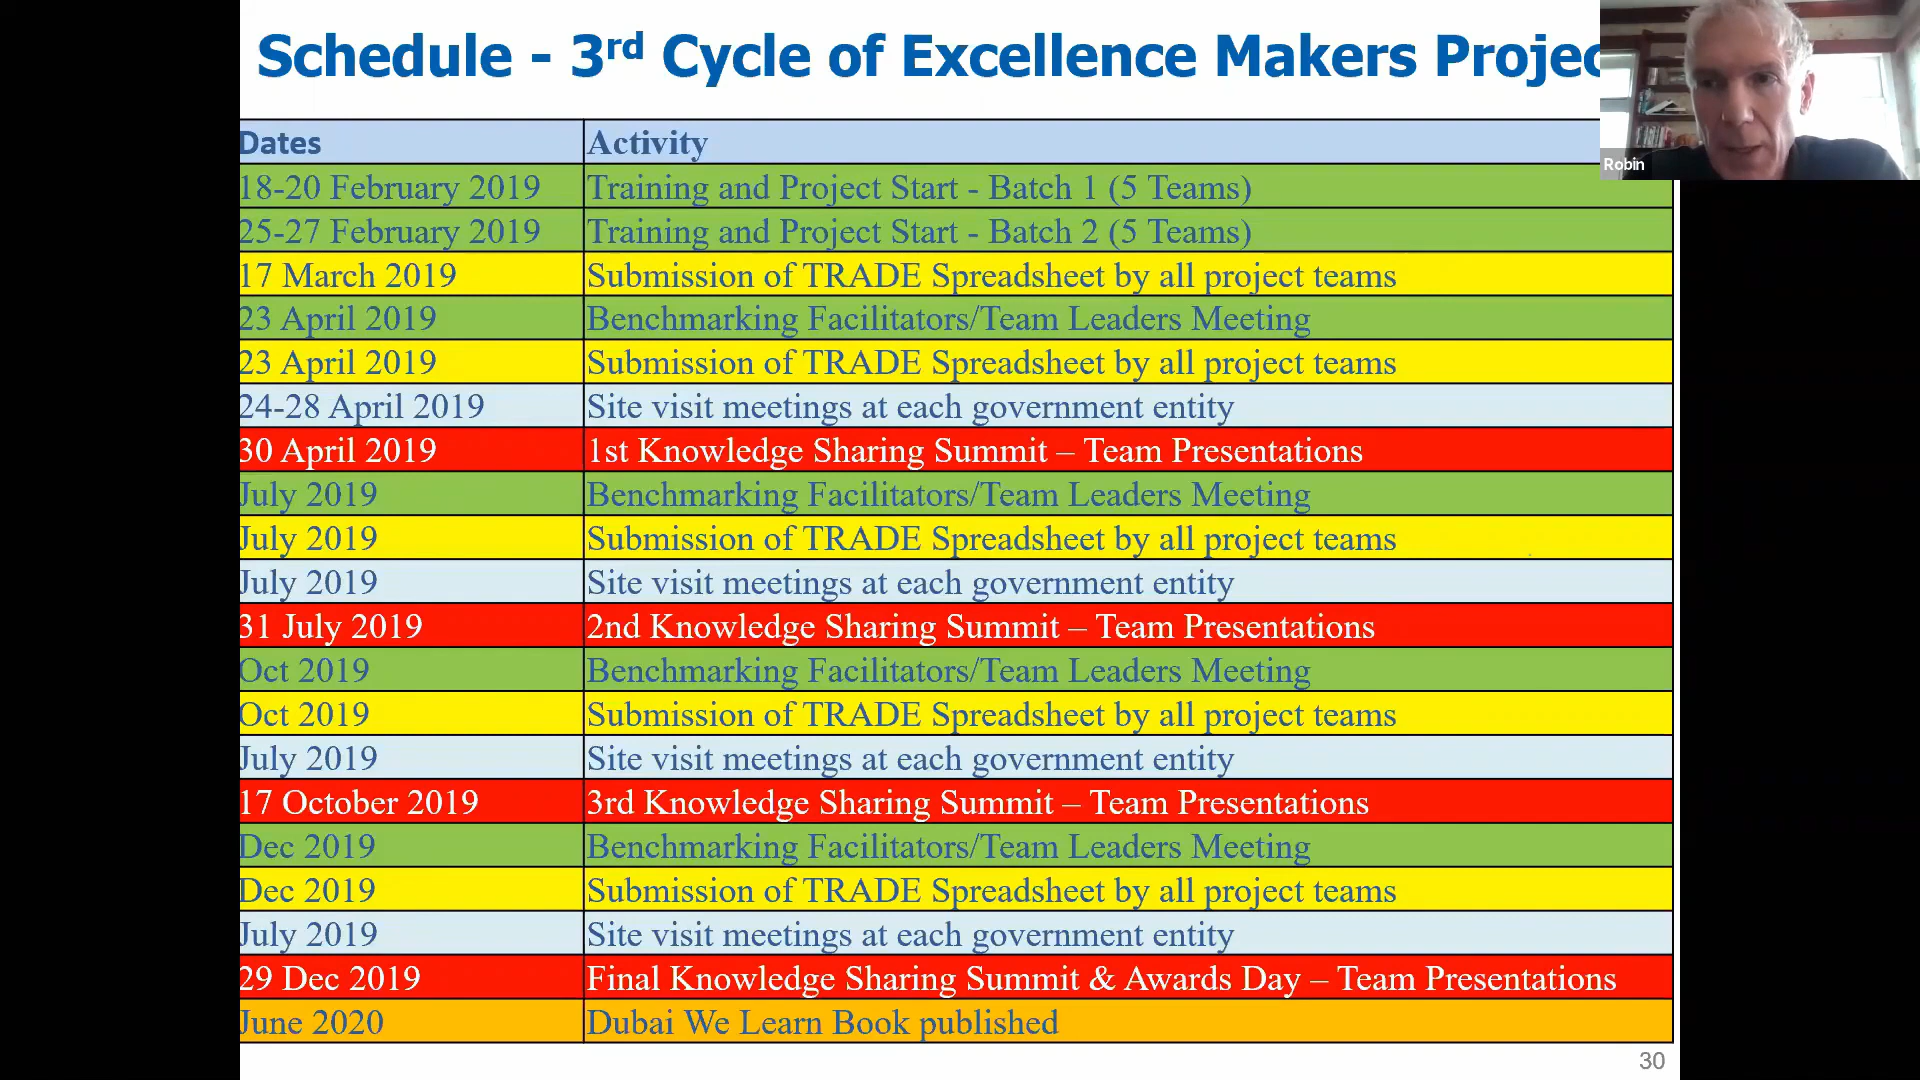 Schedule - 3rd Cycle of Excellence Makers Projec
Robin
Dates Activity
18-20 February 2019 Training and Project Start - Batch 1 (5 Teams)
25-27 February 2019 Training and Project Start - Batch 2 (5 Teams)
17 March 2019 Submission of TRADE Spreadsheet by all project teams
23 April 2019 Benchmarking Facilitators/Team Leaders Meeting
23 April 2019 Submission of TRADE Spreadsheet by all project teams
24-28 April 2019 Site visit meetings at each government entity
30 April 2019 1st Knowledge Sharing Summit – Team Presentations
July 2019 Benchmarking Facilitators/Team Leaders Meeting
July 2019 Submission of TRADE Spreadsheet by all project teams
July 2019 Site visit meetings at each government entity
31 July 2019 2nd Knowledge Sharing Summit – Team Presentations
Oct 2019 Benchmarking Facilitators/Team Leaders Meeting
Oct 2019 Submission of TRADE Spreadsheet by all project teams
July 2019 Site visit meetings at each government entity
17 October 2019 3rd Knowledge Sharing Summit – Team Presentations
Dec 2019 Benchmarking Facilitators/Team Leaders Meeting
Dec 2019 Submission of TRADE Spreadsheet by all project teams
July 2019 Site visit meetings at each government entity
29 Dec 2019 Final Knowledge Sharing Summit & Awards Day – Team Presentations
June 2020 Dubai We Learn Book published
30